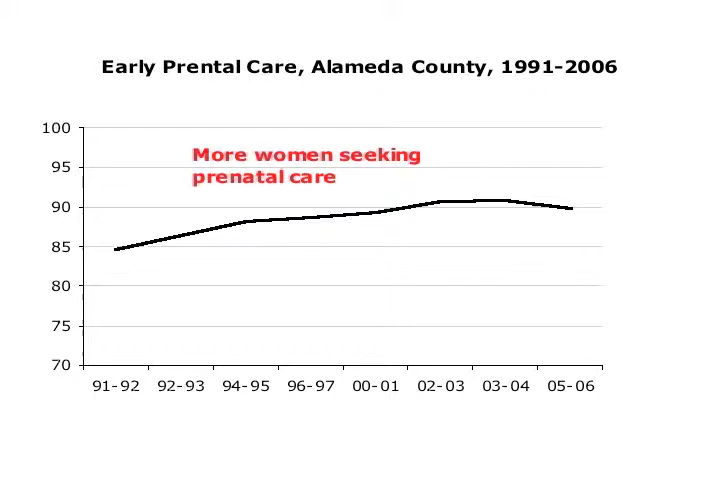 Early Prental Care, Alameda County, 1991-2006
More women seeking
prenatal care
100
95
90
85
80
75
70
91-92 92-93 94-95 96-97 00-01 02-03 03-04 05-06